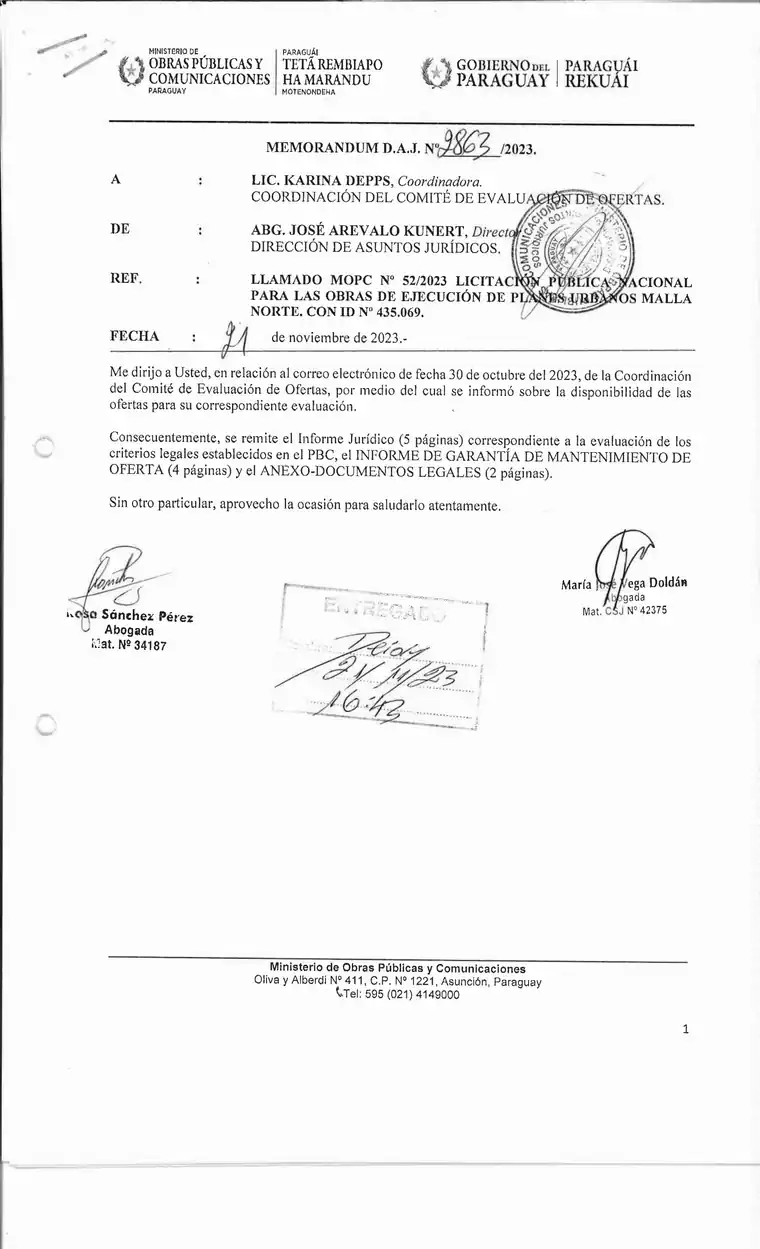 MINISTERIO DE
OBRAS PÚBLICAS Y
COMUNICACIONES
PARAGUAY
PARAGUÁI
TETÃ REMBIAPO
HA MARANDU
MOTENONDEHA
GOBIERNO DEL
PARAGUAY
PARAGUÁI
REKUÁI
MEMORANDUM D.A.J. Nº 2863 /2023.
A : LIC. KARINA DEPPS, Coordinadora.
COORDINACIÓN DEL COMITÉ DE EVALUACIÓN DE OFERTAS.
DE : ABG. JOSÉ AREVALO KUNERT, Director
DIRECCIÓN DE ASUNTOS JURÍDICOS.
REF. : LLAMADO MOPC Nº 52/2023 LICITACIÓN PÚBLICA NACIONAL
PARA LAS OBRAS DE EJECUCIÓN DE PLANES URBANOS MALLA
NORTE. CON ID Nº 435.069.
FECHA : 21 de noviembre de 2023.-
Me dirijo a Usted, en relación al correo electrónico de fecha 30 de octubre del 2023, de la Coordinación
del Comité de Evaluación de Ofertas, por medio del cual se informó sobre la disponibilidad de las
ofertas para su correspondiente evaluación.
Consecuentemente, se remite el Informe Jurídico (5 páginas) correspondiente a la evaluación de los
criterios legales establecidos en el PBC, el INFORME DE GARANTÍA DE MANTENIMIENTO DE
OFERTA (4 páginas) y el ANEXO-DOCUMENTOS LEGALES (2 páginas).
Sin otro particular, aprovecho la ocasión para saludarlo atentamente.
Rosa Sánchez Pérez
Abogada
Mat. Nº 34187
María José Vega Doldán
Abogada
Mat. CSJ Nº 42375
ENTREGADO
21/11/23
16:43
Ministerio de Obras Públicas y Comunicaciones
Oliva y Alberdi Nº 411, C.P. Nº 1221, Asunción, Paraguay
Tel: 595 (021) 4149000
1